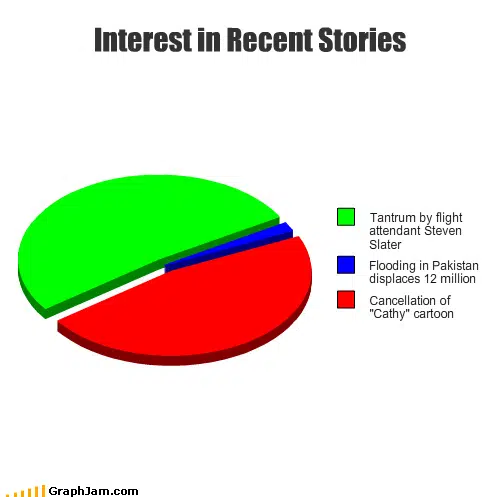 Interest in Recent Stories
Tantrum by flight
attendant Steven
Slater
Flooding in Pakistan
displaces 12 million
Cancellation of
"Cathy" cartoon
GraphJam.com